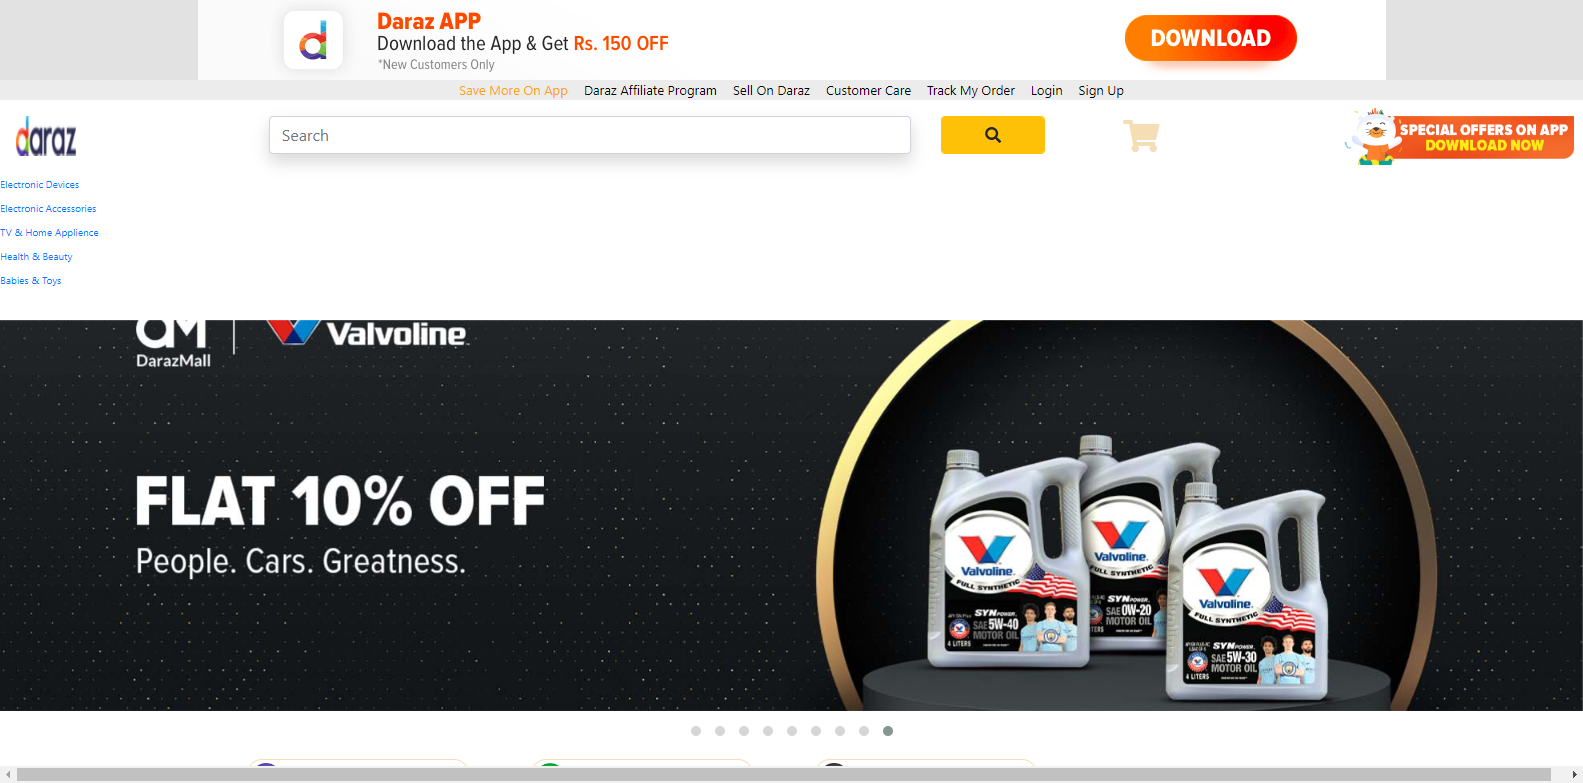 Daraz APP
Download the App & Get Rs. 150 OFF
*New Customers Only
DOWNLOAD
Save More On App Daraz Affiliate Program Sell On Daraz Customer Care Track My Order Login Sign Up
daraz
Search
SPECIAL OFFERS ON APP
DOWNLOAD NOW
Electronic Devices
Electronic Accessories
TV & Home Applience
Health & Beauty
Babies & Toys
DarazMall
Valvoline
FLAT 10% OFF
People. Cars. Greatness.
Valvoline
FULL SYNTHETIC
SYNPOWER
SAE 5W-40
MOTOR OIL
4 LITERS
Valvoline
FULL SYNTHETIC
SYNPOWER
SAE 0W-20
MOTOR OIL
Valvoline
FULL SYNTHETIC
SYNPOWER
SAE 5W-30
MOTOR OIL
4 LITERS